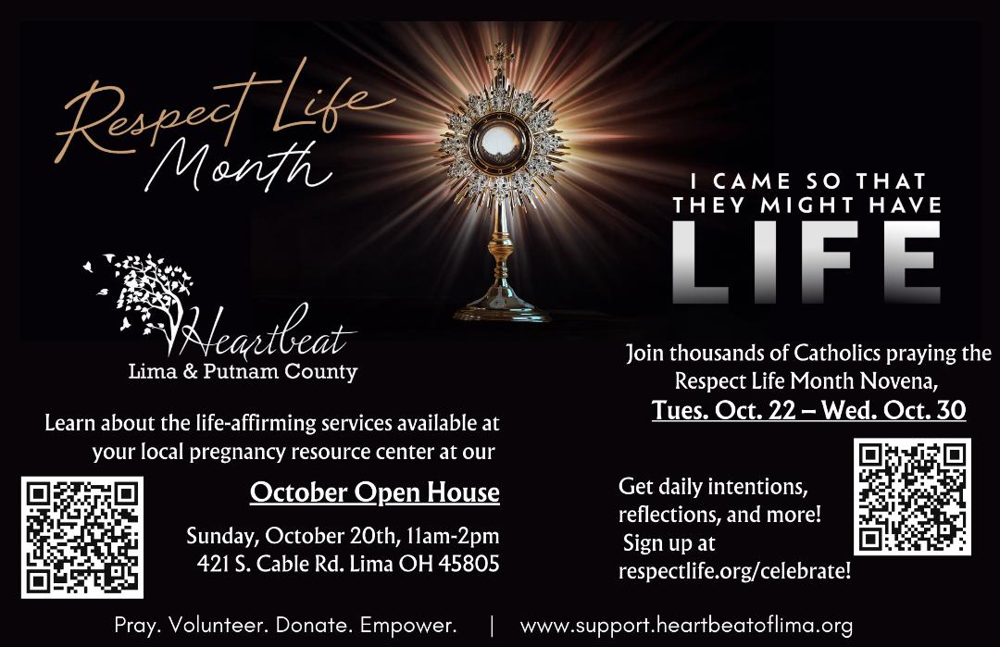 Respect Life
Month
I CAME SO THAT
THEY MIGHT HAVE
LIFE
Heartbeat
Lima & Putnam County
Learn about the life-affirming services available at
your local pregnancy resource center at our
October Open House
Sunday, October 20th, 11am-2pm
421 S. Cable Rd. Lima OH 45805
Join thousands of Catholics praying the
Respect Life Month Novena,
Tues. Oct. 22 – Wed. Oct. 30
Get daily intentions,
reflections, and more!
Sign up at
respectlife.org/celebrate!
Pray. Volunteer. Donate. Empower. | www.support.heartbeatoflima.org